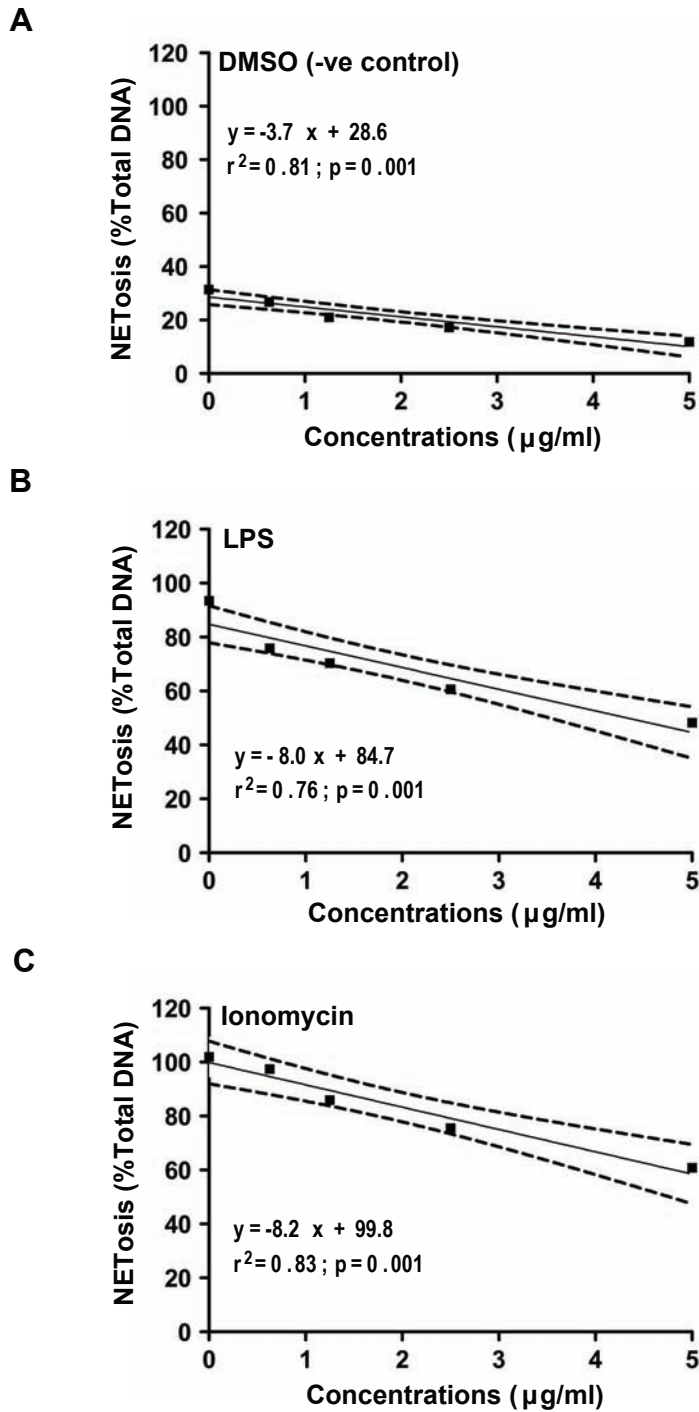 A
DMSO (-ve control)
y = -3.7 x + 28.6
r² = 0.81 ; p = 0.001
NETosis (%Total DNA)
120
100
80
60
40
20
0
0 1 2 3 4 5
Concentrations (µg/ml)
B
LPS
y = - 8.0 x + 84.7
r² = 0.76 ; p = 0.001
NETosis (%Total DNA)
120
100
80
60
40
20
0
0 1 2 3 4 5
Concentrations (µg/ml)
C
Ionomycin
y = -8.2 x + 99.8
r² = 0.83 ; p = 0.001
NETosis (%Total DNA)
120
100
80
60
40
20
0
0 1 2 3 4 5
Concentrations (µg/ml)